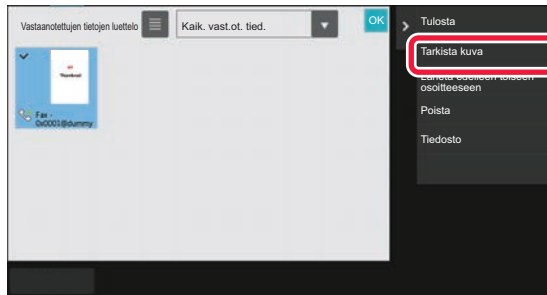 Vastaanotettujen tietojen luettelo
Kaik. vast.ot. tied.
OK
Tulosta
Tarkista kuva
Lähetä edelleen toiseen
osoitteeseen
Poista
Tiedosto
Thumbnail
Fax -
0x0001@dummy